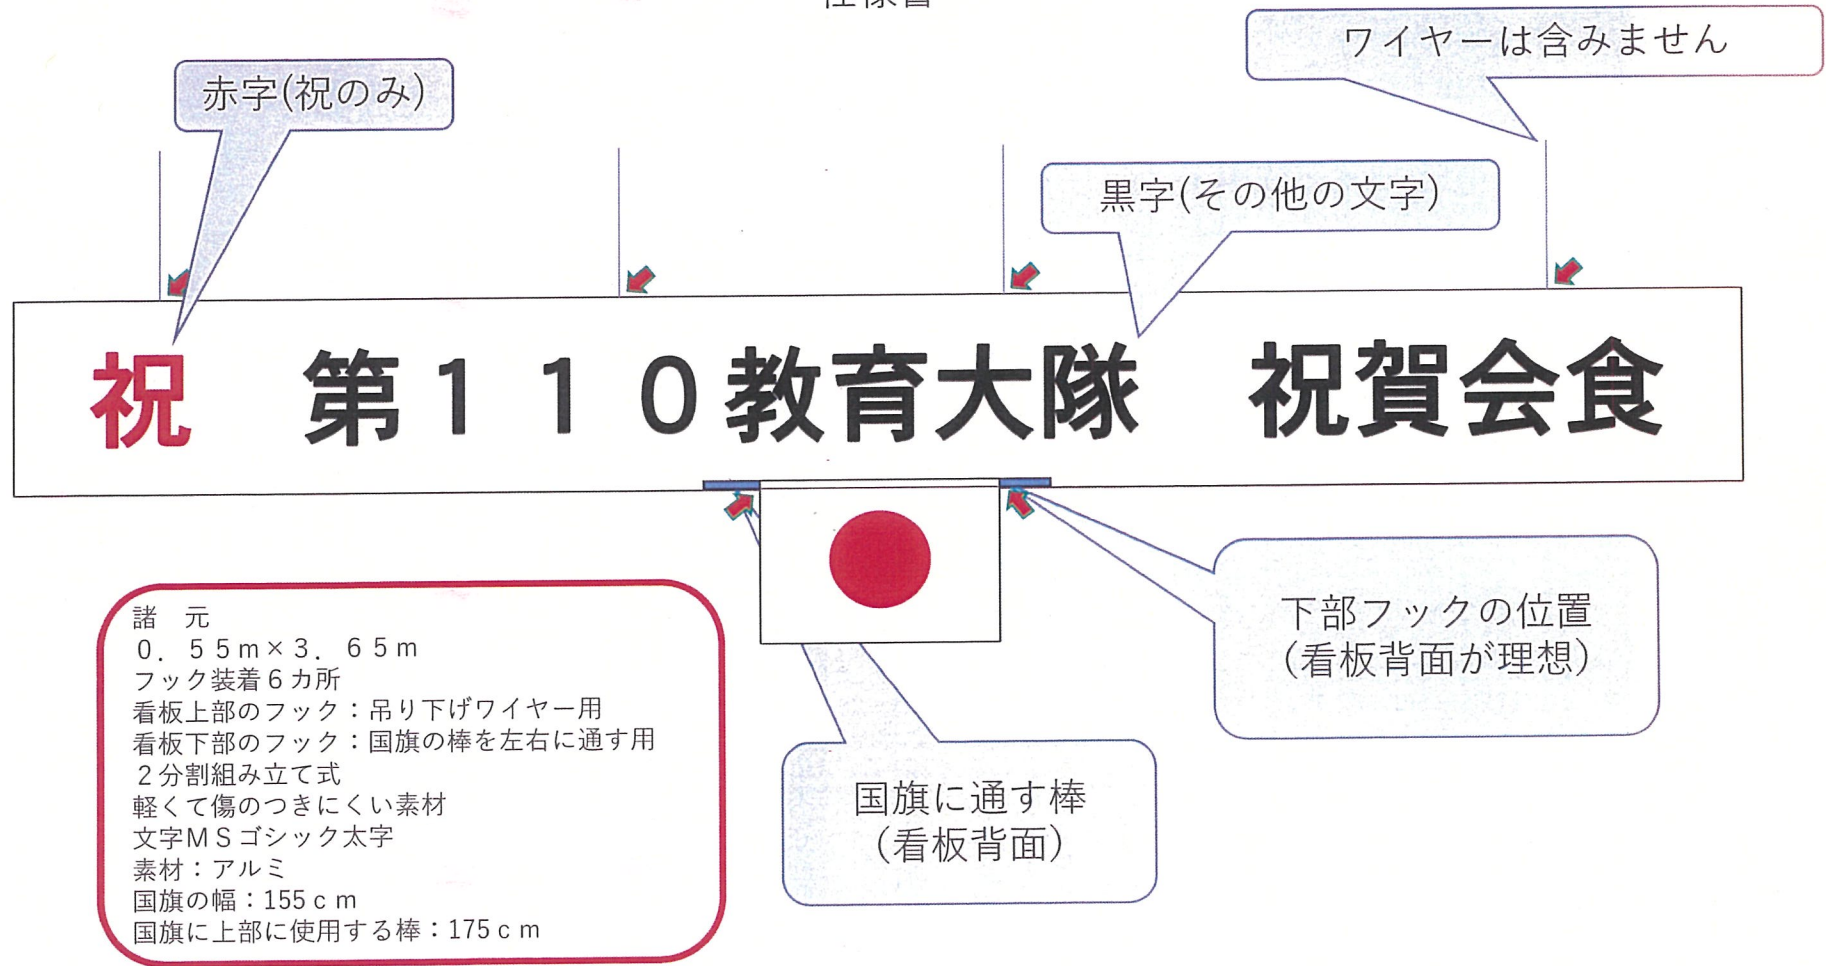 仕様書
ワイヤーは含みません
赤字(祝のみ)
黒字(その他の文字)
祝　第１１０教育大隊　祝賀会食
下部フックの位置
(看板背面が理想)
国旗に通す棒
(看板背面)
諸　元
０．５５ｍ×３．６５ｍ
フック装着６カ所
看板上部のフック：吊り下げワイヤー用
看板下部のフック：国旗の棒を左右に通す用
２分割組み立て式
軽くて傷のつきにくい素材
文字ＭＳゴシック太字
素材：アルミ
国旗の幅：155ｃｍ
国旗に上部に使用する棒：175ｃｍ